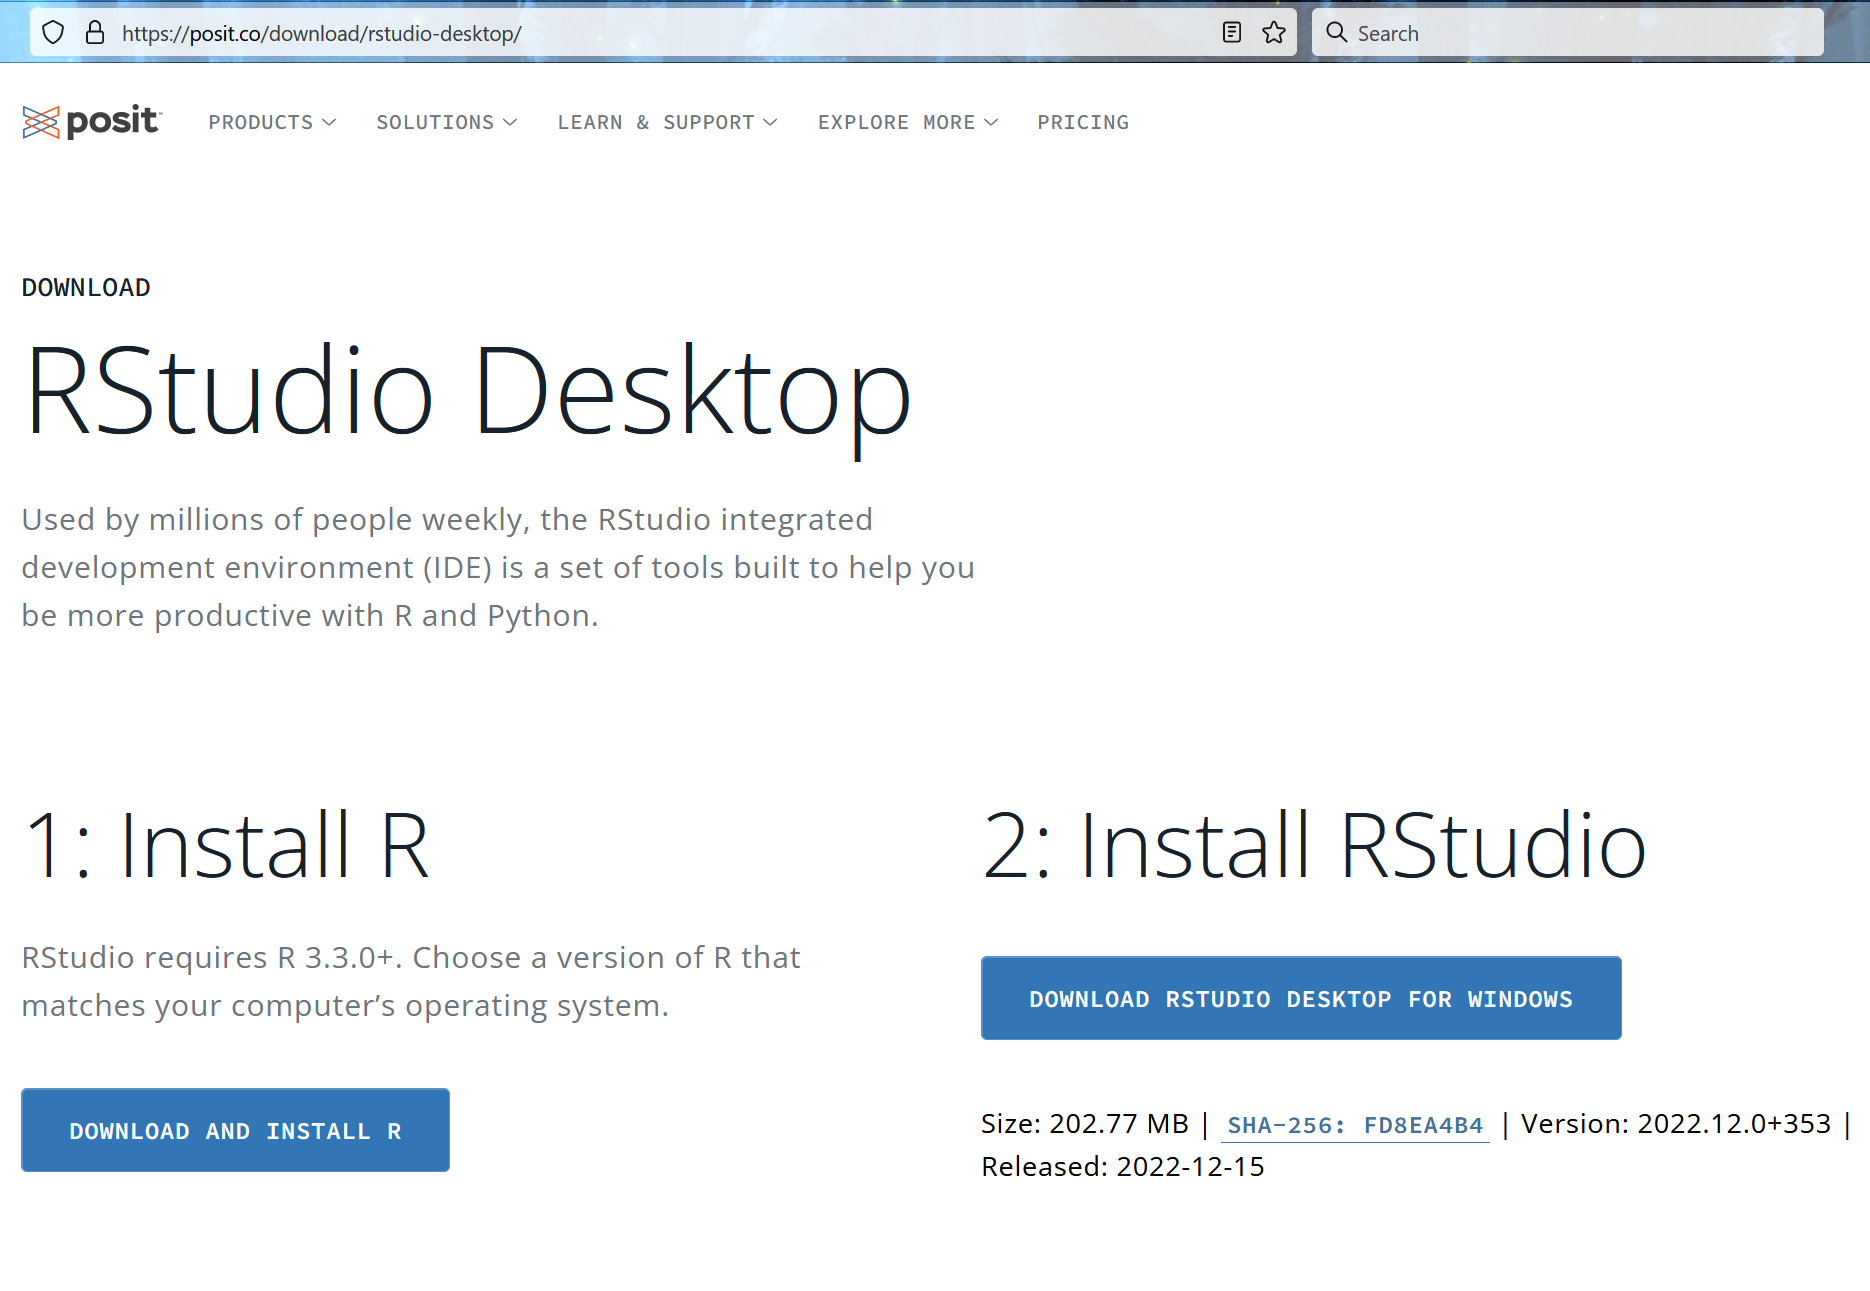 https://posit.co/download/rstudio-desktop/
Search
posit™
PRODUCTS
SOLUTIONS
LEARN & SUPPORT
EXPLORE MORE
PRICING
DOWNLOAD
RStudio Desktop
Used by millions of people weekly, the RStudio integrated
development environment (IDE) is a set of tools built to help you
be more productive with R and Python.
1: Install R
RStudio requires R 3.3.0+. Choose a version of R that
matches your computer’s operating system.
DOWNLOAD AND INSTALL R
2: Install RStudio
DOWNLOAD RSTUDIO DESKTOP FOR WINDOWS
Size: 202.77 MB | SHA-256: FD8EA4B4 | Version: 2022.12.0+353 |
Released: 2022-12-15